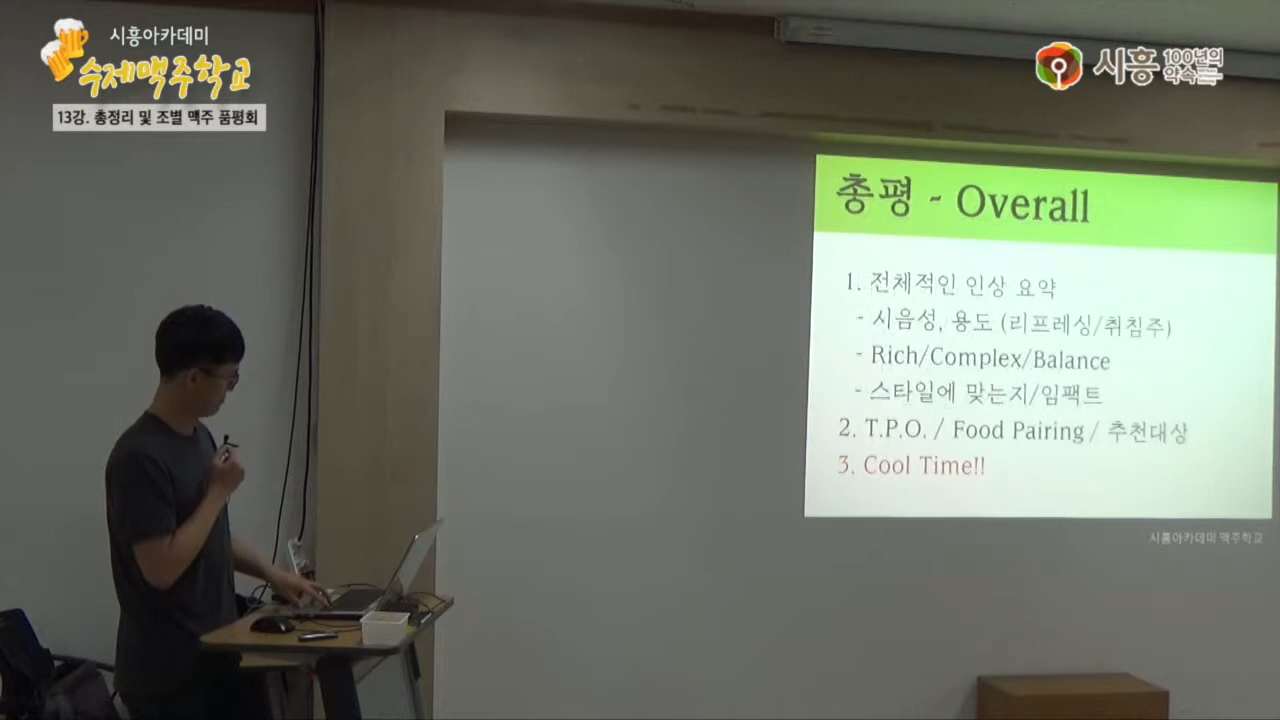 시흥아카데미
수제맥주학교
13강. 총정리 및 조별 맥주 품평회
시흥 100년의 약속
총평 - Overall
1. 전체적인 인상 요약
- 시음성, 용도 (리프레싱/취침주)
- Rich/Complex/Balance
- 스타일에 맞는지/임팩트
2. T.P.O. / Food Pairing / 추천대상
3. Cool Time!!
시흥아카데미 맥주학교